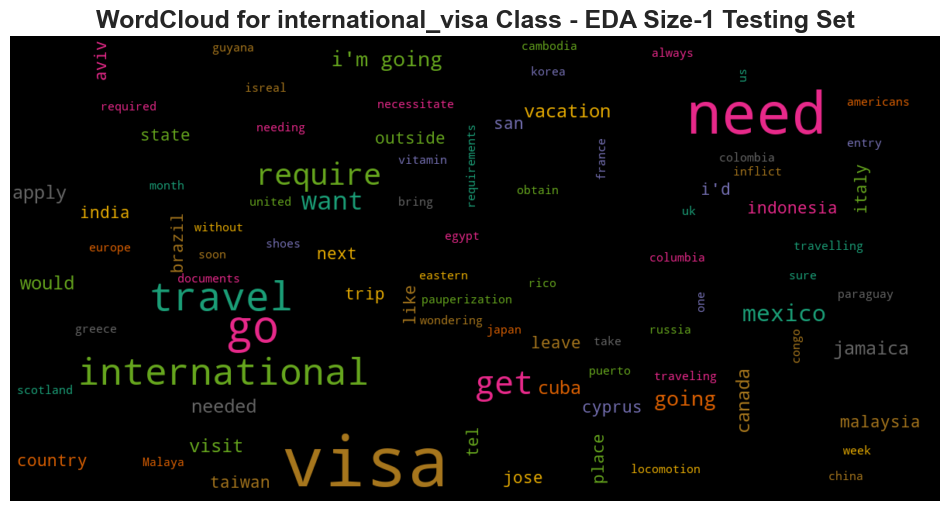 WordCloud for international_visa Class - EDA Size-1 Testing Set
aviv
guyana
i'm going
cambodia
always
korea
us
isreal
required
necessitate
vacation
need
americans
state
needing
outside
san
requirements
france
entry
vitamin
colombia
inflict
require
month
want
apply
united
bring
obtain
i'd
italy
india
without
brazil
uk
indonesia
europe
shoes
egypt
soon
next
travelling
columbia
documents
eastern
sure
would
travel
trip
like
pauperization
rico
one
paraguay
go
wondering
japan
russia
mexico
greece
leave
take
congo
jamaica
international
puerto
traveling
scotland
get
cuba
going
canada
needed
cyprus
visit
tel
place
malaysia
country
Malaya
visa
week
taiwan
jose
locomotion
china